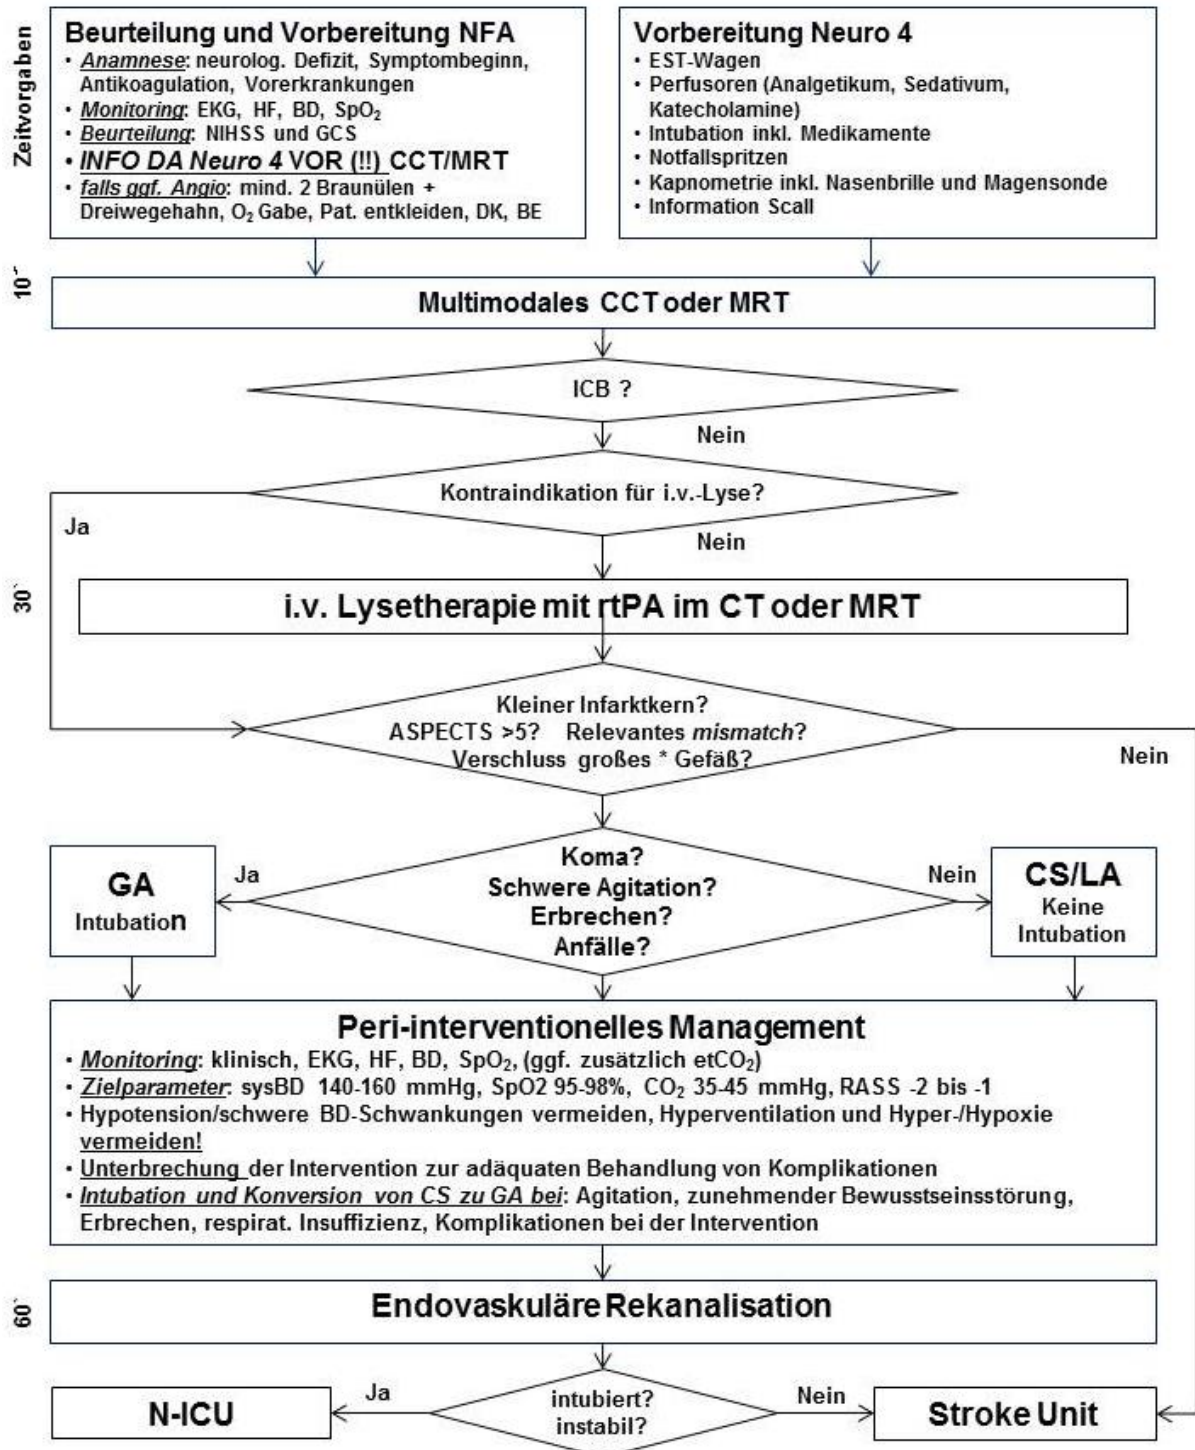 Zeitvorgaben
Beurteilung und Vorbereitung NFA
• Anamnese: neurolog. Defizit, Symptombeginn,
Antikoagulation, Vorerkrankungen
• Monitoring: EKG, HF, BD, SpO₂
• Beurteilung: NIHSS und GCS
• INFO DA Neuro 4 VOR (!!) CCT/MRT
• falls ggf. Angio: mind. 2 Braunülen +
Dreiwegehahn, O₂ Gabe, Pat. entkleiden, DK, BE
Vorbereitung Neuro 4
• EST-Wagen
• Perfusoren (Analgetikum, Sedativum,
Katecholamine)
• Intubation inkl. Medikamente
• Notfallspritzen
• Kapnometrie inkl. Nasenbrille und Magensonde
• Information Scall
10`
Multimodales CCT oder MRT
ICB ?
Nein
Kontraindikation für i.v.-Lyse?
Ja
Nein
30`
i.v. Lysetherapie mit rtPA im CT oder MRT
Kleiner Infarktkern?
ASPECTS >5? Relevantes mismatch?
Verschluss großes * Gefäß?
Nein
GA
Intubation
Ja
Koma?
Schwere Agitation?
Erbrechen?
Anfälle?
Nein
CS/LA
Keine
Intubation
Peri-interventionelles Management
• Monitoring: klinisch, EKG, HF, BD, SpO₂, (ggf. zusätzlich etCO₂)
• Zielparameter: sysBD 140-160 mmHg, SpO2 95-98%, CO₂ 35-45 mmHg, RASS -2 bis -1
• Hypotension/schwere BD-Schwankungen vermeiden, Hyperventilation und Hyper-/Hypoxie
vermeiden!
• Unterbrechung der Intervention zur adäquaten Behandlung von Komplikationen
• Intubation und Konversion von CS zu GA bei: Agitation, zunehmender Bewusstseinsstörung,
Erbrechen, respirat. Insuffizienz, Komplikationen bei der Intervention
60`
Endovaskuläre Rekanalisation
N-ICU
Ja
intubiert?
instabil?
Nein
Stroke Unit